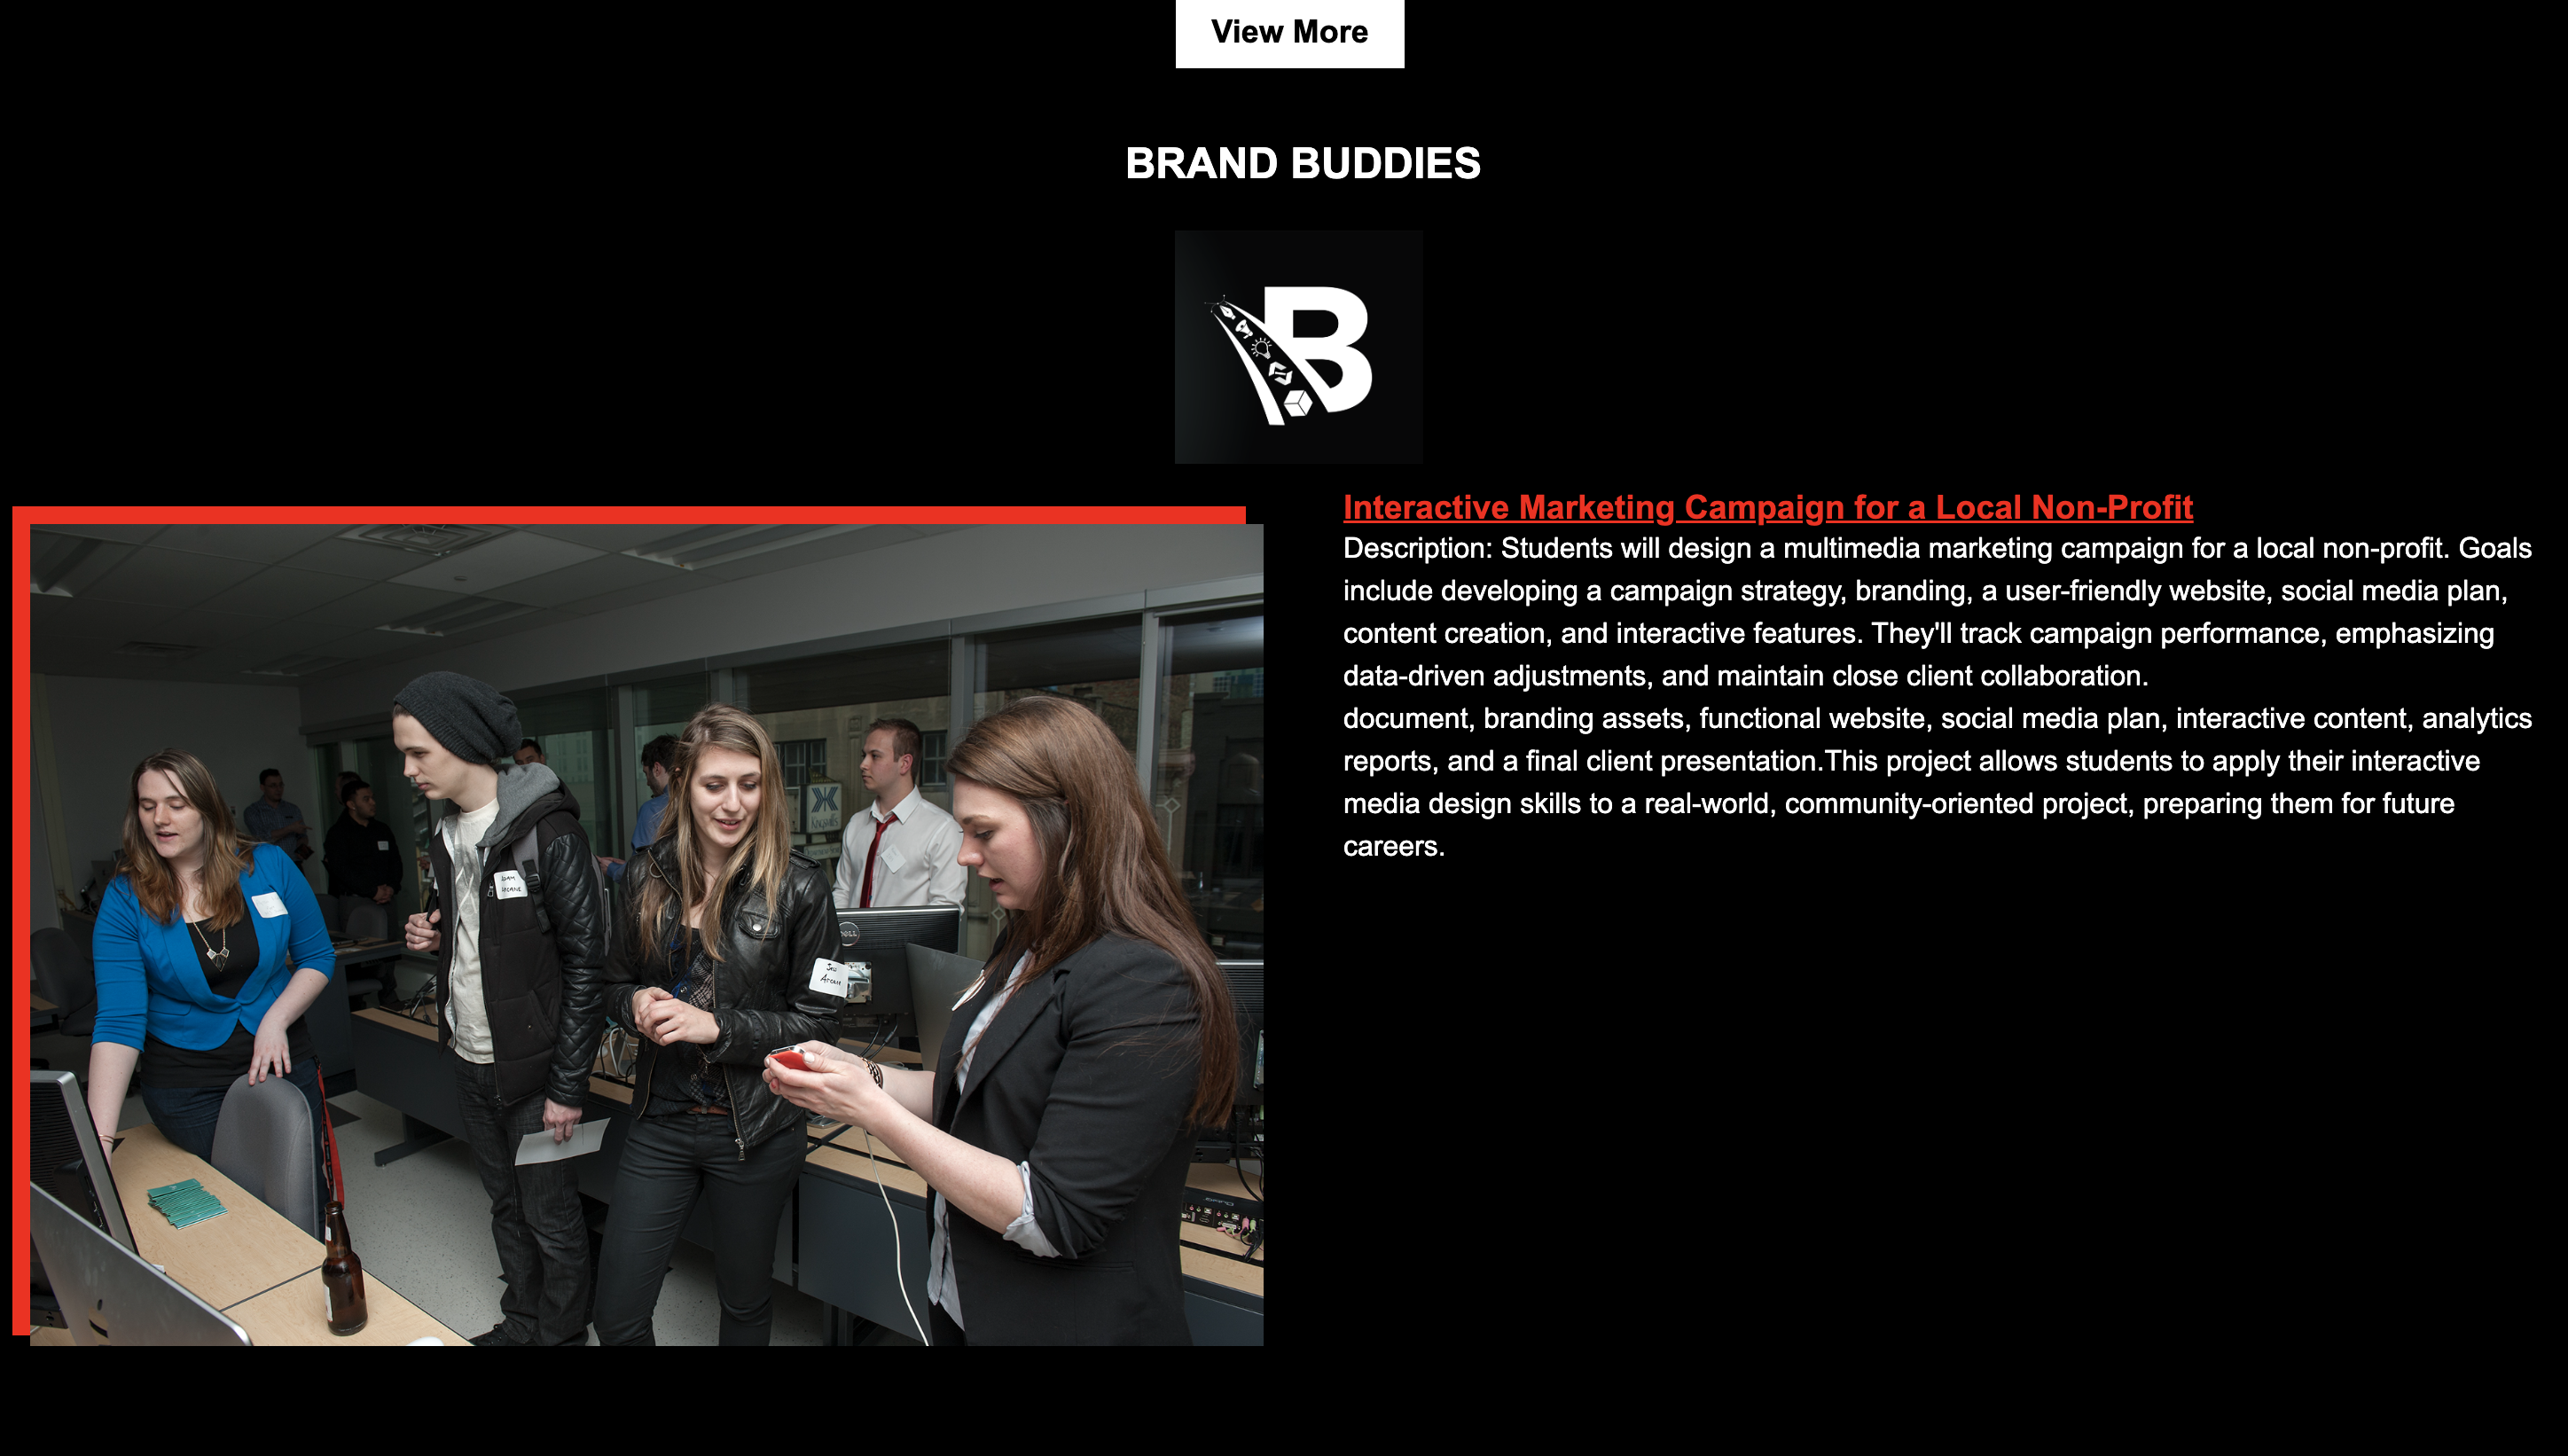 View More
BRAND BUDDIES
B
Interactive Marketing Campaign for a Local Non-Profit
Description: Students will design a multimedia marketing campaign for a local non-profit. Goals
include developing a campaign strategy, branding, a user-friendly website, social media plan,
content creation, and interactive features. They'll track campaign performance, emphasizing
data-driven adjustments, and maintain close client collaboration.
document, branding assets, functional website, social media plan, interactive content, analytics
reports, and a final client presentation.This project allows students to apply their interactive
media design skills to a real-world, community-oriented project, preparing them for future
careers.
DELL